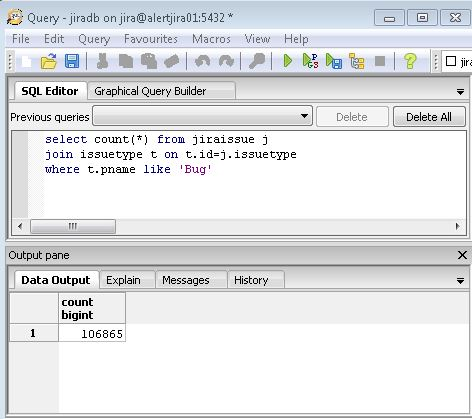 Query - jiradb on jira@alertjira01:5432 *
File Edit Query Favourites Macros View Help
PG S
jira
SQL Editor Graphical Query Builder
Previous queries Delete Delete All
select count(*) from jiraissue j
join issuetype t on t.id=j.issuetype
where t.pname like 'Bug'
Output pane
Data Output Explain Messages History
count
bigint
1 106865